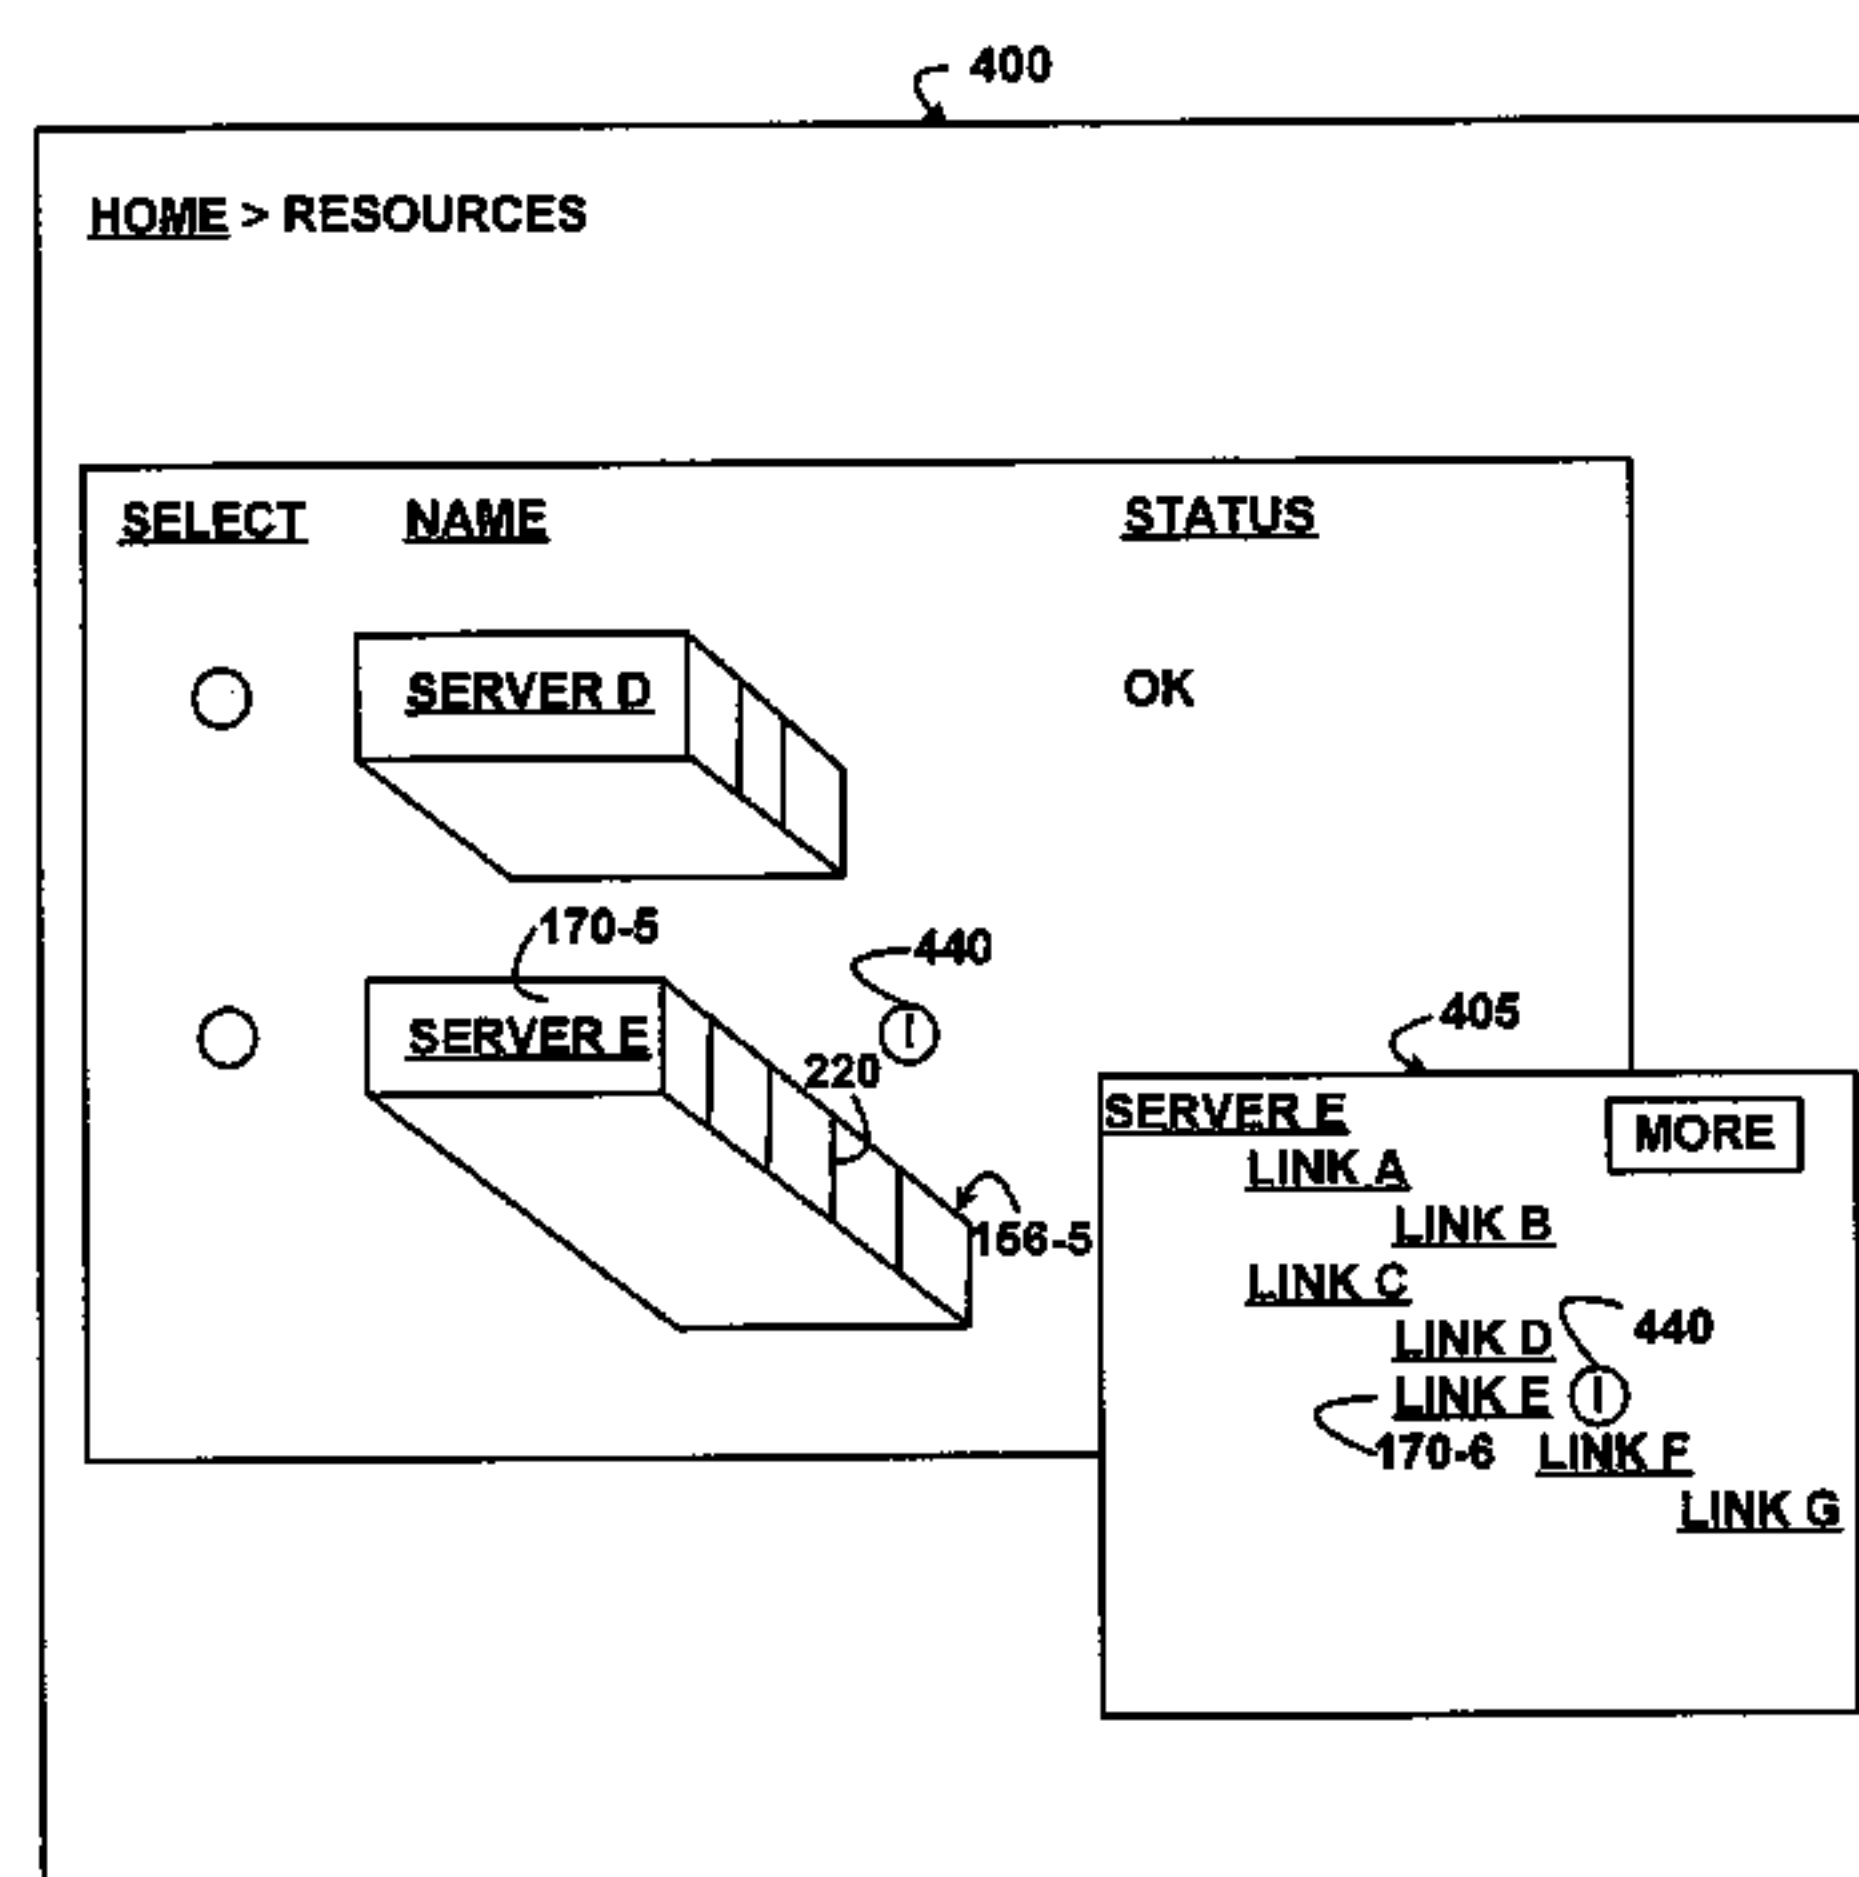 400
HOME > RESOURCES
SELECT NAME STATUS
SERVER D OK
170-5
440
SERVER E
I
220
405
SERVER E MORE
LINK A
LINK B
156-5
LINK C
440
LINK D
LINK E I
170-6 LINK F
LINK G